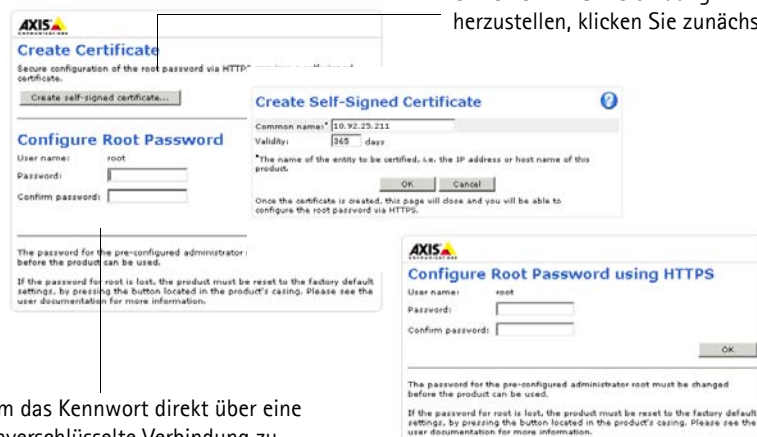 herzustellen, klicken Sie zunächs
AXIS
COMMUNICATIONS
Create Certificate
Secure configuration of the root password via
certificate.
Create self-signed certificate...
Configure Root Password
User name: root
Password:
Confirm password:
The password for the pre-configured administrator
before the product can be used.
If the password for root is lost, the product must be reset to the factory default
settings, by pressing the button located in the product's casing. Please see the
user documentation for more information.
Create Self-Signed Certificate
Common name:* 10.92.25.211
Validity: 365 days
*The name of the entity to be certified, i.e. the IP address or host name of this
product.
OK Cancel
Once the certificate is created, this page will close and you will be able to
configure the root password via HTTPS.
AXIS
COMMUNICATIONS
Configure Root Password using HTTPS
User name: root
Password:
Confirm password:
OK
The password for the pre-configured administrator root must be changed
before the product can be used.
If the password for root is lost, the product must be reset to the factory default
settings, by pressing the button located in the product's casing. Please see the
user documentation for more information.
m das Kennwort direkt über eine
nverschlüsselte Verbindung zu